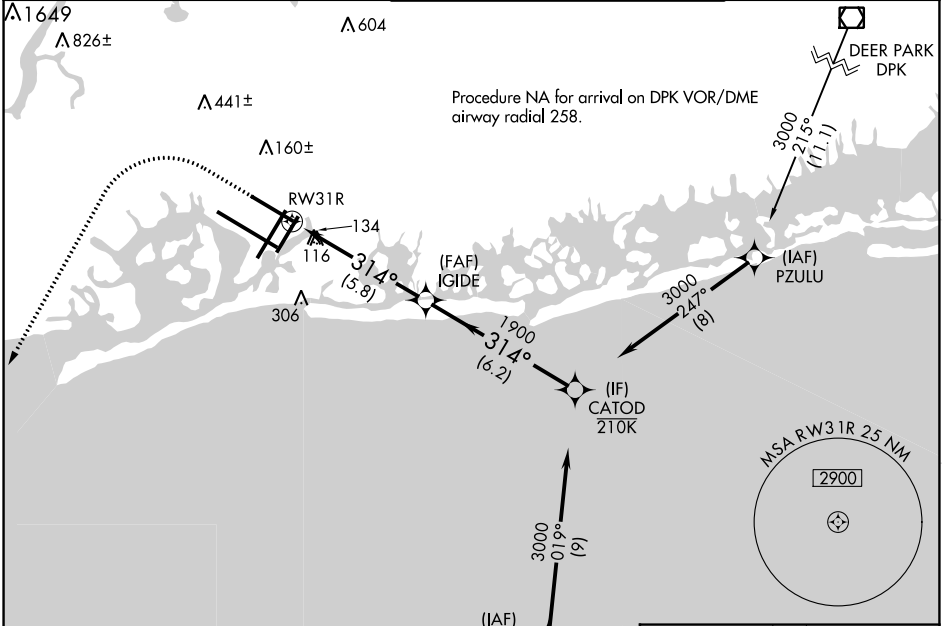 1649
826±
604
DEER PARK
DPK
441±
Procedure NA for arrival on DPK VOR/DME
airway radial 258.
3000
215°
(11.1)
160±
RW31R
134
116
314°
(5.8)
(FAF)
IGIDE
(IAF)
PZULU
3000
247°
(8)
306
1900
314°
(6.2)
(IF)
CATOD
210K
MSA RW31R 25 NM
2900
3000
019°
(9)
(IAF)